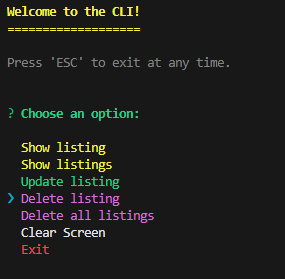 Welcome to the CLI!
===================
Press 'ESC' to exit at any time.
? Choose an option:
Show listing
Show listings
Update listing
❯ Delete listing
Delete all listings
Clear Screen
Exit